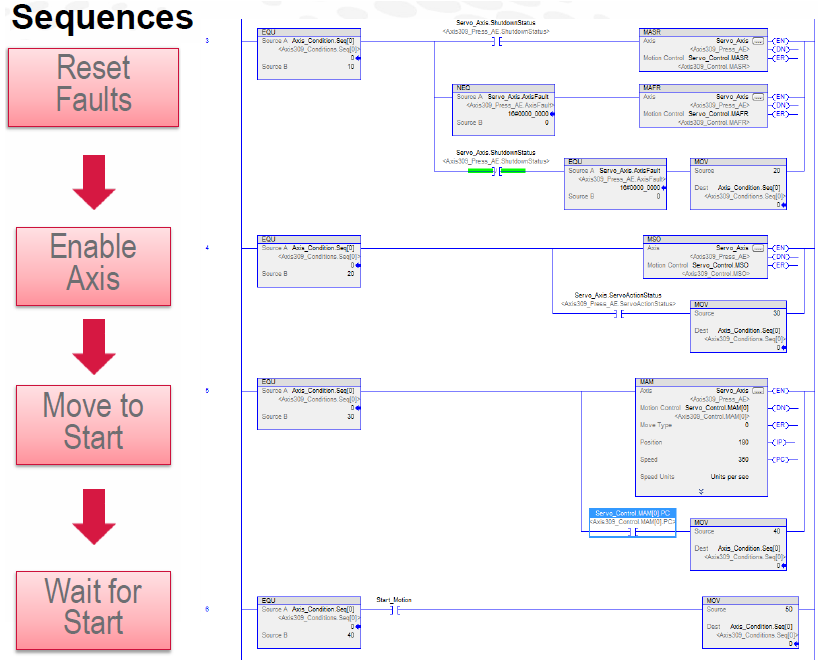 Sequences
Reset
Faults
Enable
Axis
Move to
Start
Wait for
Start
3
EQU
Source A Axis_Condition.Seq[0]
<Axis309_Conditions.Seq[0]>
0
Source B 10
Servo_Axis.ShutdownStatus
<Axis309_Press_AE.ShutdownStatus>
MASR
Axis Servo_Axis ...
<Axis309_Press_AE>
Motion Control Servo_Control.MASR
<Axis309_Control.MASR>
EN
DN
ER
NEQ
Source A Servo_Axis.AxisFault
<Axis309_Press_AE.AxisFault>
16#0000_0000
Source B 0
MAFR
Axis Servo_Axis ...
<Axis309_Press_AE>
Motion Control Servo_Control.MAFR
<Axis309_Control.MAFR>
EN
DN
ER
Servo_Axis.ShutdownStatus
<Axis309_Press_AE.ShutdownStatus>
EQU
Source A Servo_Axis.AxisFault
<Axis309_Press_AE.AxisFault>
16#0000_0000
Source B 0
MOV
Source 20
Dest Axis_Condition.Seq[0]
<Axis309_Conditions.Seq[0]>
0
4
EQU
Source A Axis_Condition.Seq[0]
<Axis309_Conditions.Seq[0]>
0
Source B 20
MSO
Axis Servo_Axis ...
<Axis309_Press_AE>
Motion Control Servo_Control.MSO
<Axis309_Control.MSO>
EN
DN
ER
Servo_Axis.ServoActionStatus
<Axis309_Press_AE.ServoActionStatus>
MOV
Source 30
Dest Axis_Condition.Seq[0]
<Axis309_Conditions.Seq[0]>
0
5
EQU
Source A Axis_Condition.Seq[0]
<Axis309_Conditions.Seq[0]>
0
Source B 30
MAM
Axis Servo_Axis ...
<Axis309_Press_AE>
Motion Control Servo_Control.MAM[0]
<Axis309_Control.MAM[0]>
Move Type 0
Position 180
Speed 360
Speed Units Units per sec
EN
DN
ER
IP
PC
Servo_Control.MAM[0].PC
<Axis309_Control.MAM[0].PC>
MOV
Source 40
Dest Axis_Condition.Seq[0]
<Axis309_Conditions.Seq[0]>
0
6
EQU
Source A Axis_Condition.Seq[0]
<Axis309_Conditions.Seq[0]>
0
Source B 40
Start_Motion
MOV
Source 50
Dest Axis_Condition.Seq[0]
<Axis309_Conditions.Seq[0]>
0